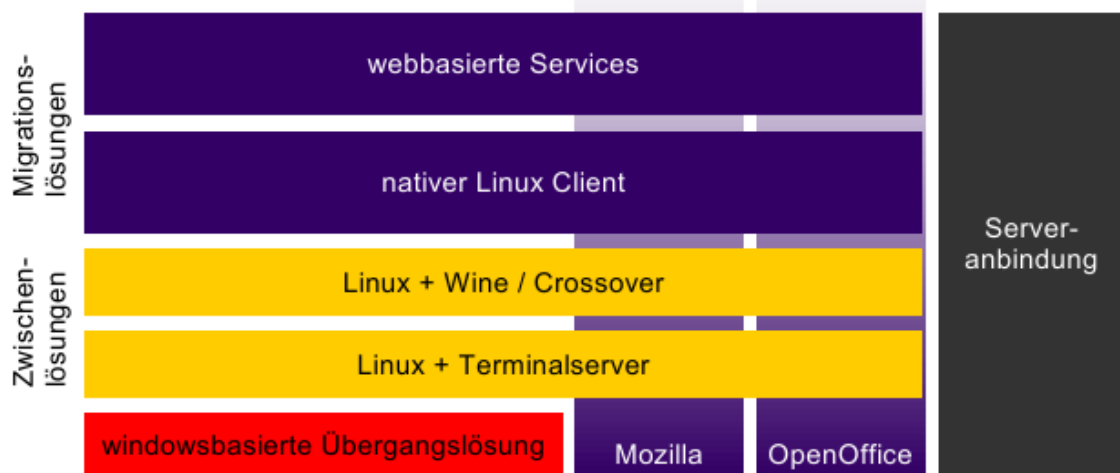 Migrations-
lösungen
webbasierte Services
nativer Linux Client
Zwischen-
lösungen
Linux + Wine / Crossover
Linux + Terminalserver
windowsbasierte Übergangslösung
Mozilla
OpenOffice
Server-
anbindung